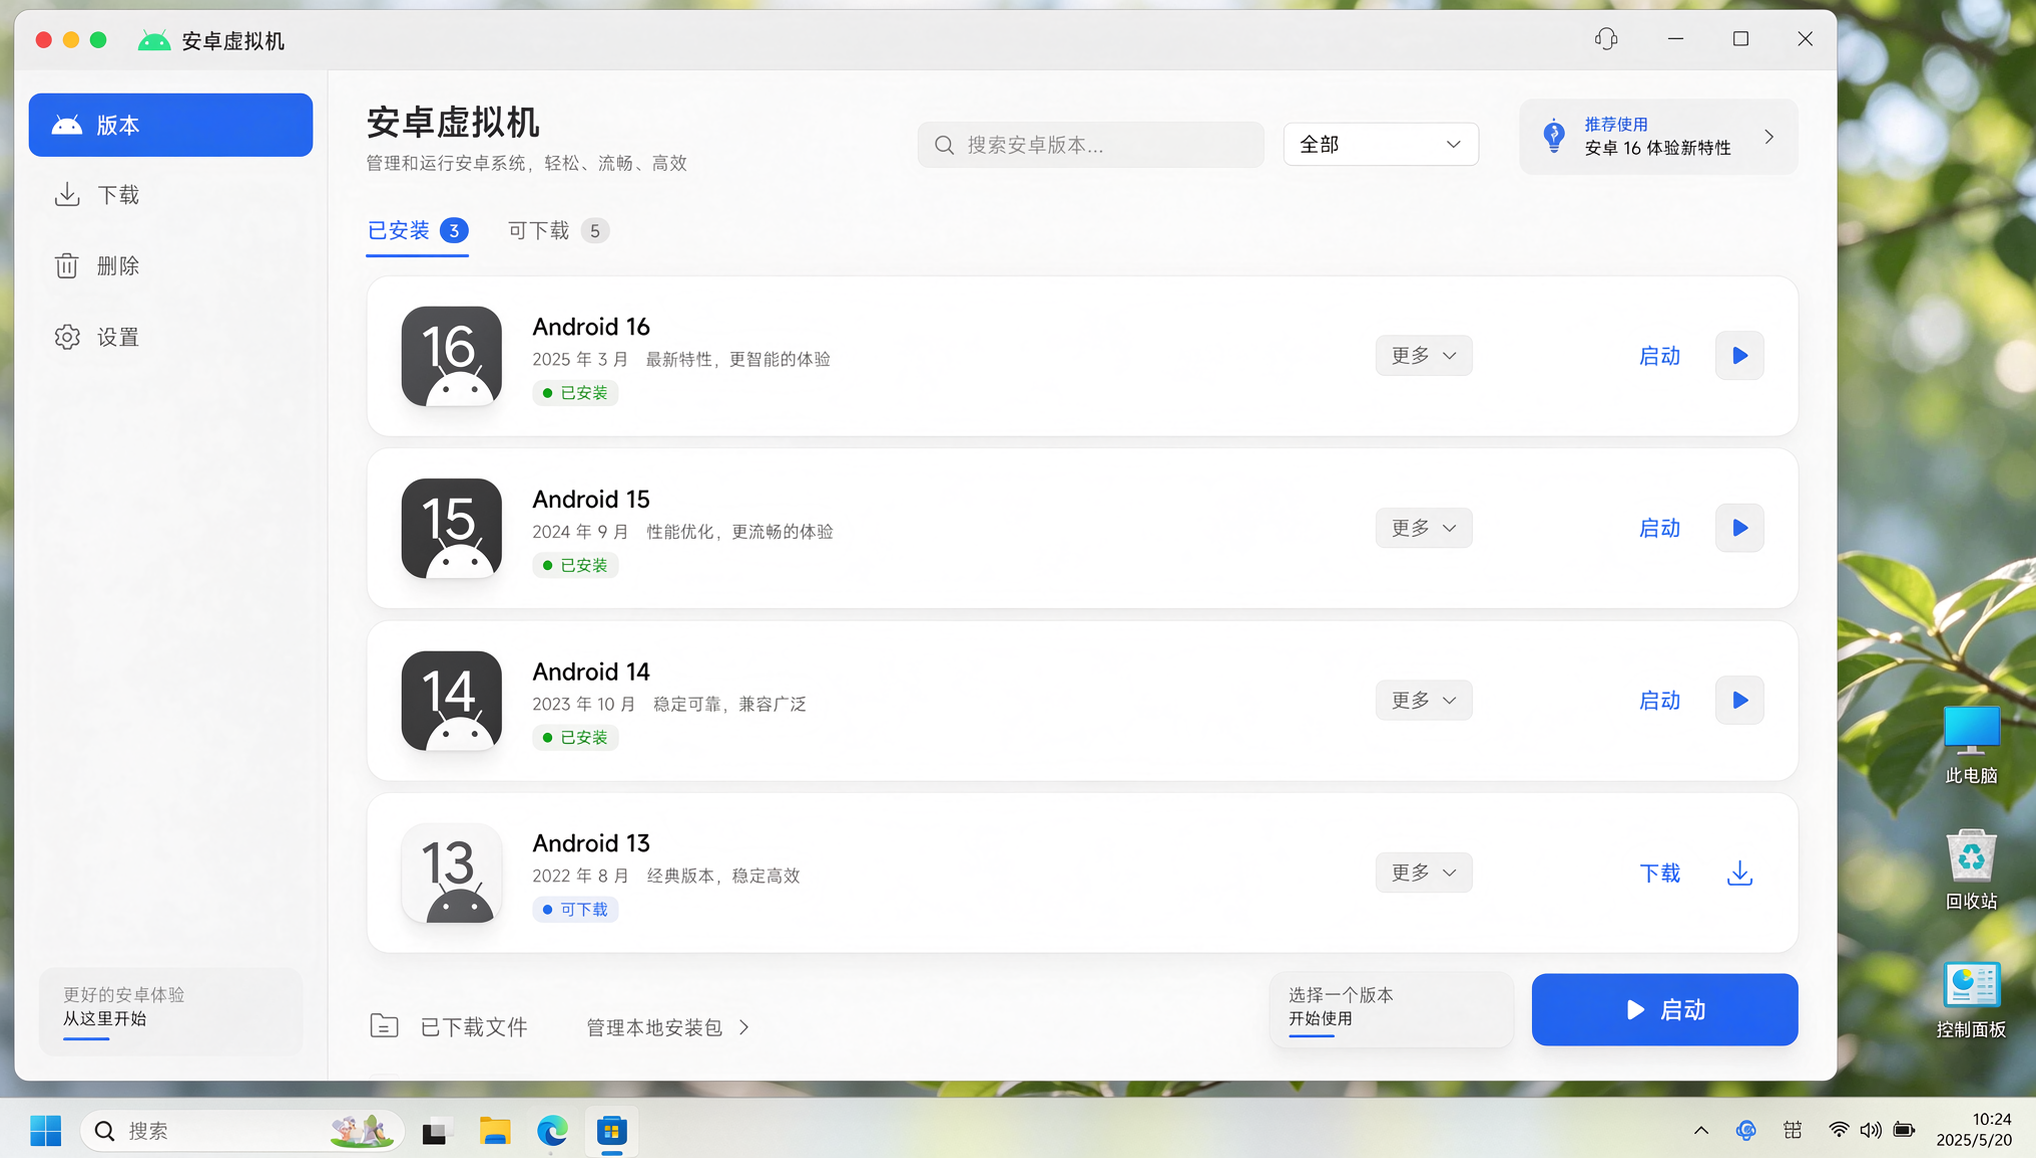 安卓虚拟机
版本
下载
删除
设置
更好的安卓体验
从这里开始
安卓虚拟机
管理和运行安卓系统，轻松、流畅、高效
搜索安卓版本...
全部
推荐使用
安卓 16 体验新特性
已安装 3
可下载 5
16
Android 16
2025 年 3 月 最新特性，更智能的体验
已安装
更多
启动
15
Android 15
2024 年 9 月 性能优化，更流畅的体验
已安装
更多
启动
14
Android 14
2023 年 10 月 稳定可靠，兼容广泛
已安装
更多
启动
13
Android 13
2022 年 8 月 经典版本，稳定高效
可下载
更多
下载
已下载文件
管理本地安装包
选择一个版本
开始使用
启动
此电脑
回收站
控制面板
搜索
10:24
2025/5/20